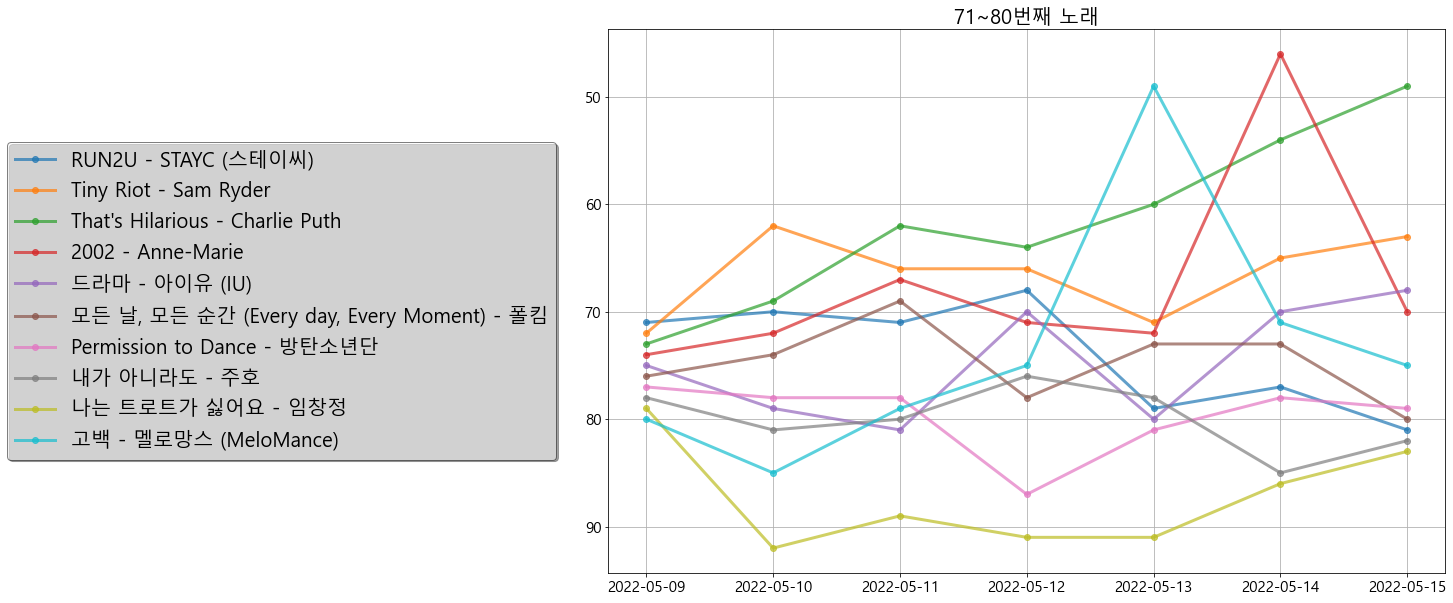 71~80번째 노래
RUN2U - STAYC (스테이씨)
Tiny Riot - Sam Ryder
That's Hilarious - Charlie Puth
2002 - Anne-Marie
드라마 - 아이유 (IU)
모든 날, 모든 순간 (Every day, Every Moment) - 폴킴
Permission to Dance - 방탄소년단
내가 아니라도 - 주호
나는 트로트가 싫어요 - 임창정
고백 - 멜로망스 (MeloMance)
50
60
70
80
90
2022-05-09 2022-05-10 2022-05-11 2022-05-12 2022-05-13 2022-05-14 2022-05-15